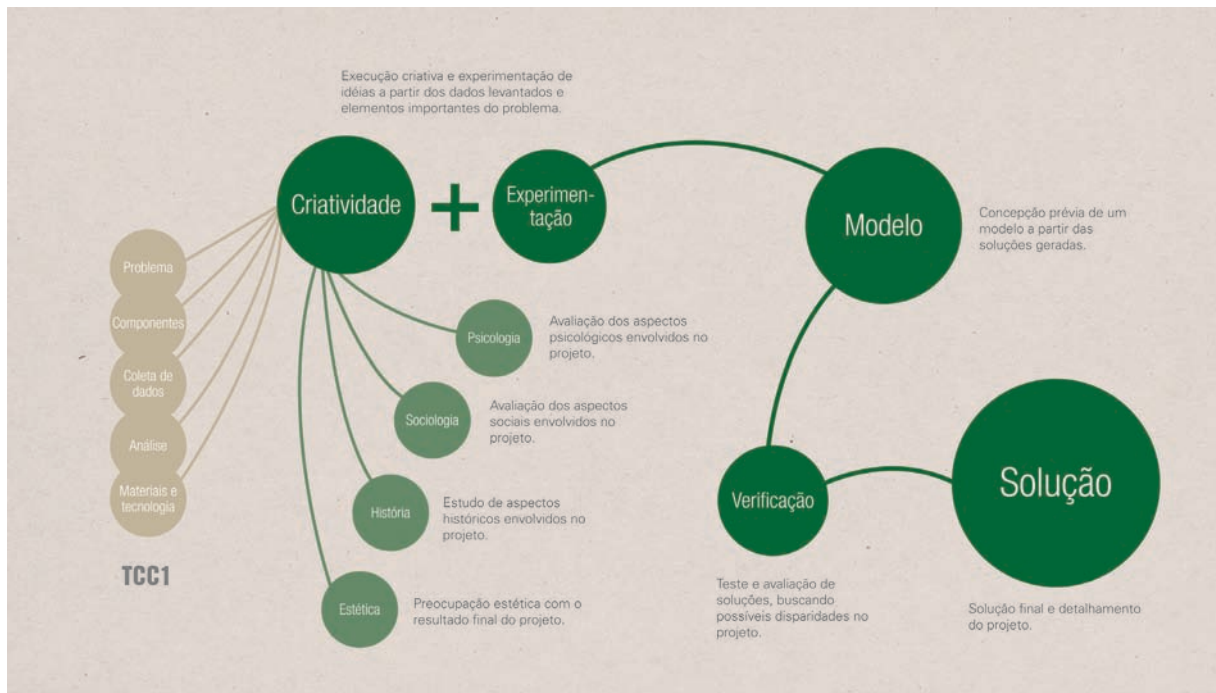 Execução criativa e experimentação de
idéias a partir dos dados levantados e
elementos importantes do problema.
Criatividade
+
Experimen-
tação
Modelo
Concepção prévia de um
modelo a partir das
soluções geradas.
Problema
Componentes
Coleta de
dados
Análise
Materiais e
tecnologia
TCC1
Psicologia
Avaliação dos aspectos
psicológicos envolvidos no
projeto.
Sociologia
Avaliação dos aspectos
sociais envolvidos no
projeto.
História
Estudo de aspectos
históricos envolvidos no
projeto.
Estética
Preocupação estética com o
resultado final do projeto.
Verificação
Teste e avaliação de
soluções, buscando
possíveis disparidades no
projeto.
Solução
Solução final e detalhamento
do projeto.